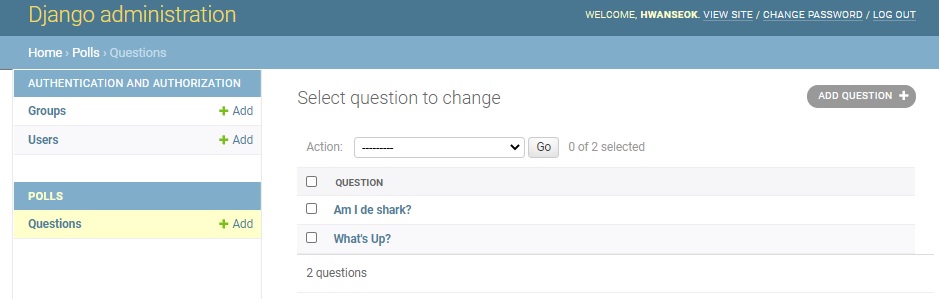 Django administration
WELCOME, HWANSEOK. VIEW SITE / CHANGE PASSWORD / LOG OUT
Home › Polls › Questions
AUTHENTICATION AND AUTHORIZATION
Groups + Add
Users + Add
POLLS
Questions + Add
Select question to change
ADD QUESTION +
Action: --------- Go 0 of 2 selected
QUESTION
Am I de shark?
What's Up?
2 questions